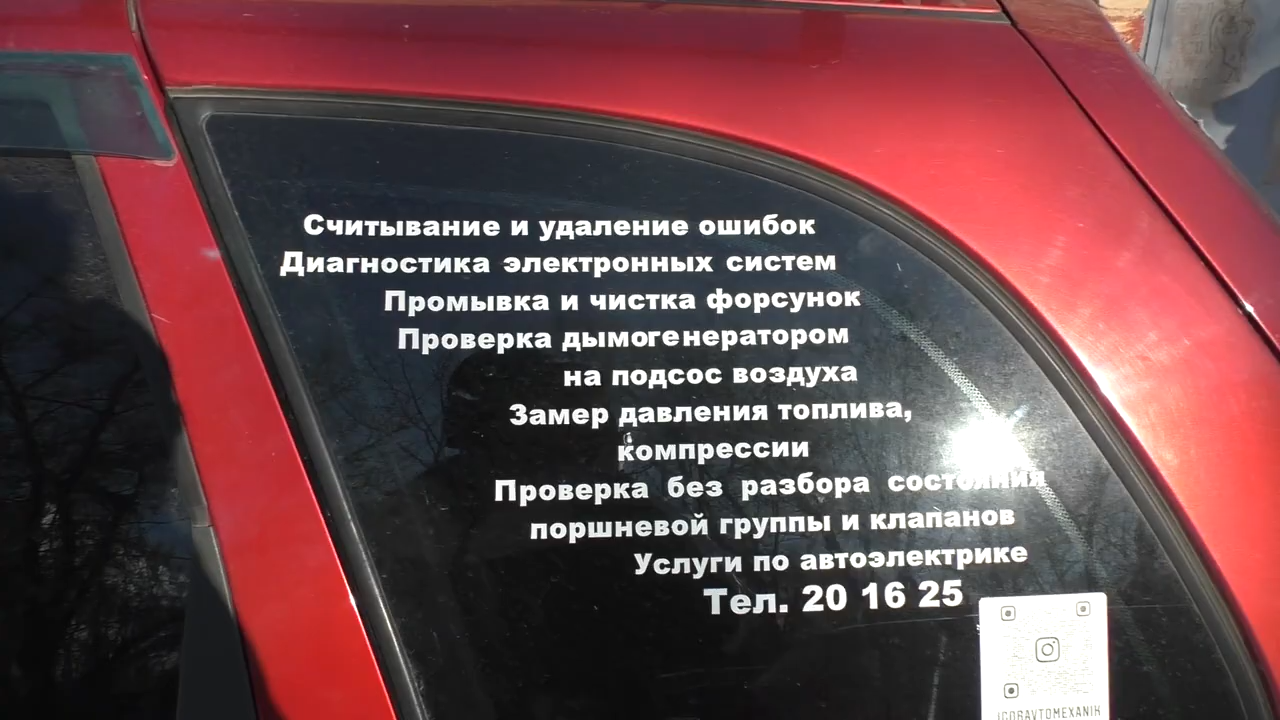 Считывание и удаление ошибок
Диагностика электронных систем
Промывка и чистка форсунок
Проверка дымогенератором
на подсос воздуха
Замер давления топлива,
компрессии
Проверка без разбора состояния
поршневой группы и клапанов
Услуги по автоэлектрике
Тел. 20 16 25
IGORAVTOMEXANIK